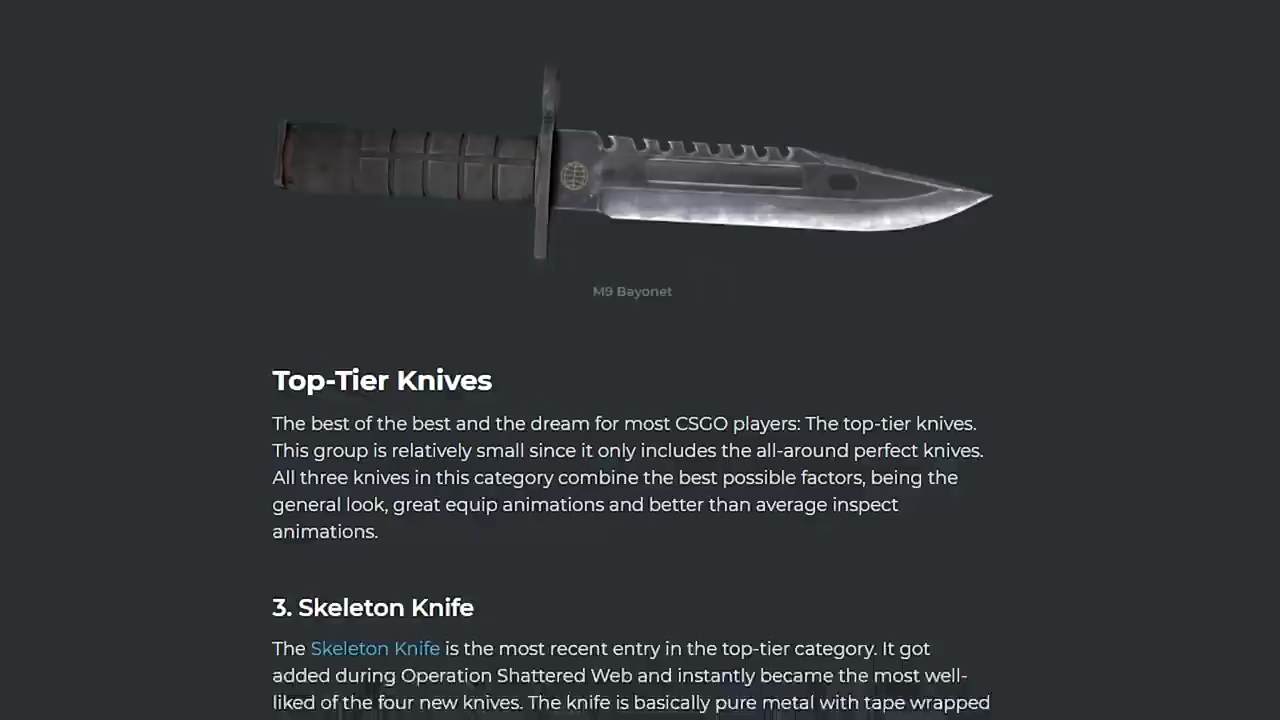 M9 Bayonet
Top-Tier Knives
The best of the best and the dream for most CSGO players: The top-tier knives.
This group is relatively small since it only includes the all-around perfect knives.
All three knives in this category combine the best possible factors, being the
general look, great equip animations and better than average inspect
animations.
3. Skeleton Knife
The Skeleton Knife is the most recent entry in the top-tier category. It got
added during Operation Shattered Web and instantly became the most well-
liked of the four new knives. The knife is basically pure metal with tape wrapped